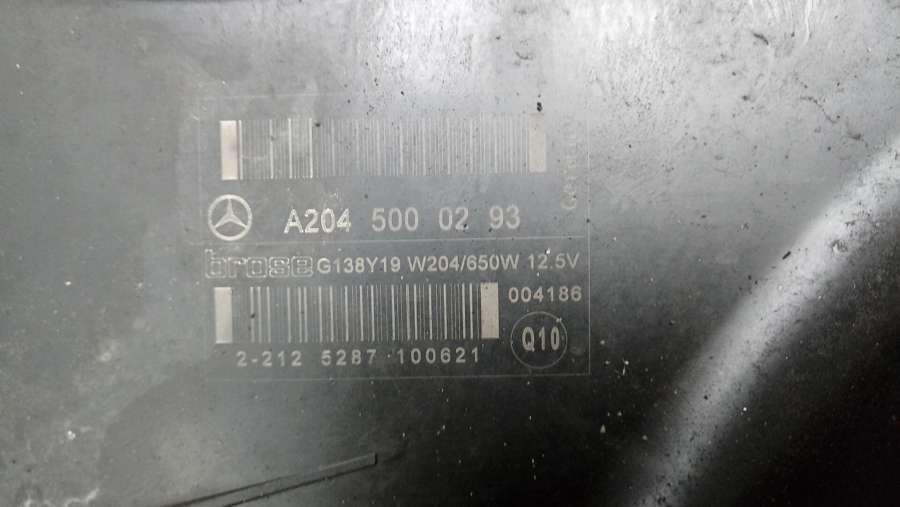 A204 500 02 93
brose G138Y19 W204/650W 12.5V
004186
Q10
2-212 5287 100621